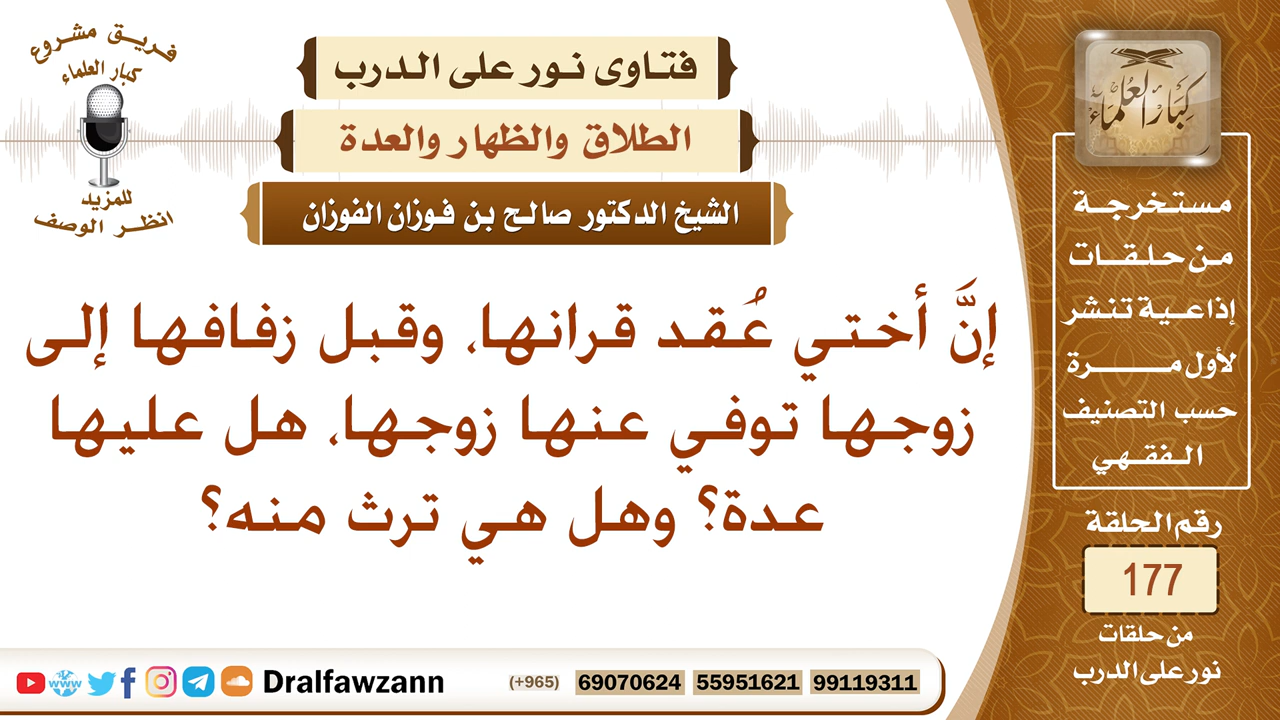 فريق مشروع
كبار العلماء
للمزيد
انظر الوصف
فتاوى نور على الدرب
الطلاق والظهار والعدة
الشيخ الدكتور صالح بن فوزان الفوزان
إنَّ أختي عُقد قرانها، وقبل زفافها إلى
زوجها توفي عنها زوجها، هل عليها
عدة؟ وهل هي ترث منه؟
كبار العلماء
مستخرجة
من حلقات
إذاعية تنشر
لأول مرة
حسب التصنيف
الفقهي
رقم الحلقة
177
من حلقات
نور على الدرب
www
Dralfawzann
(+965) 69070624 55951621 99119311